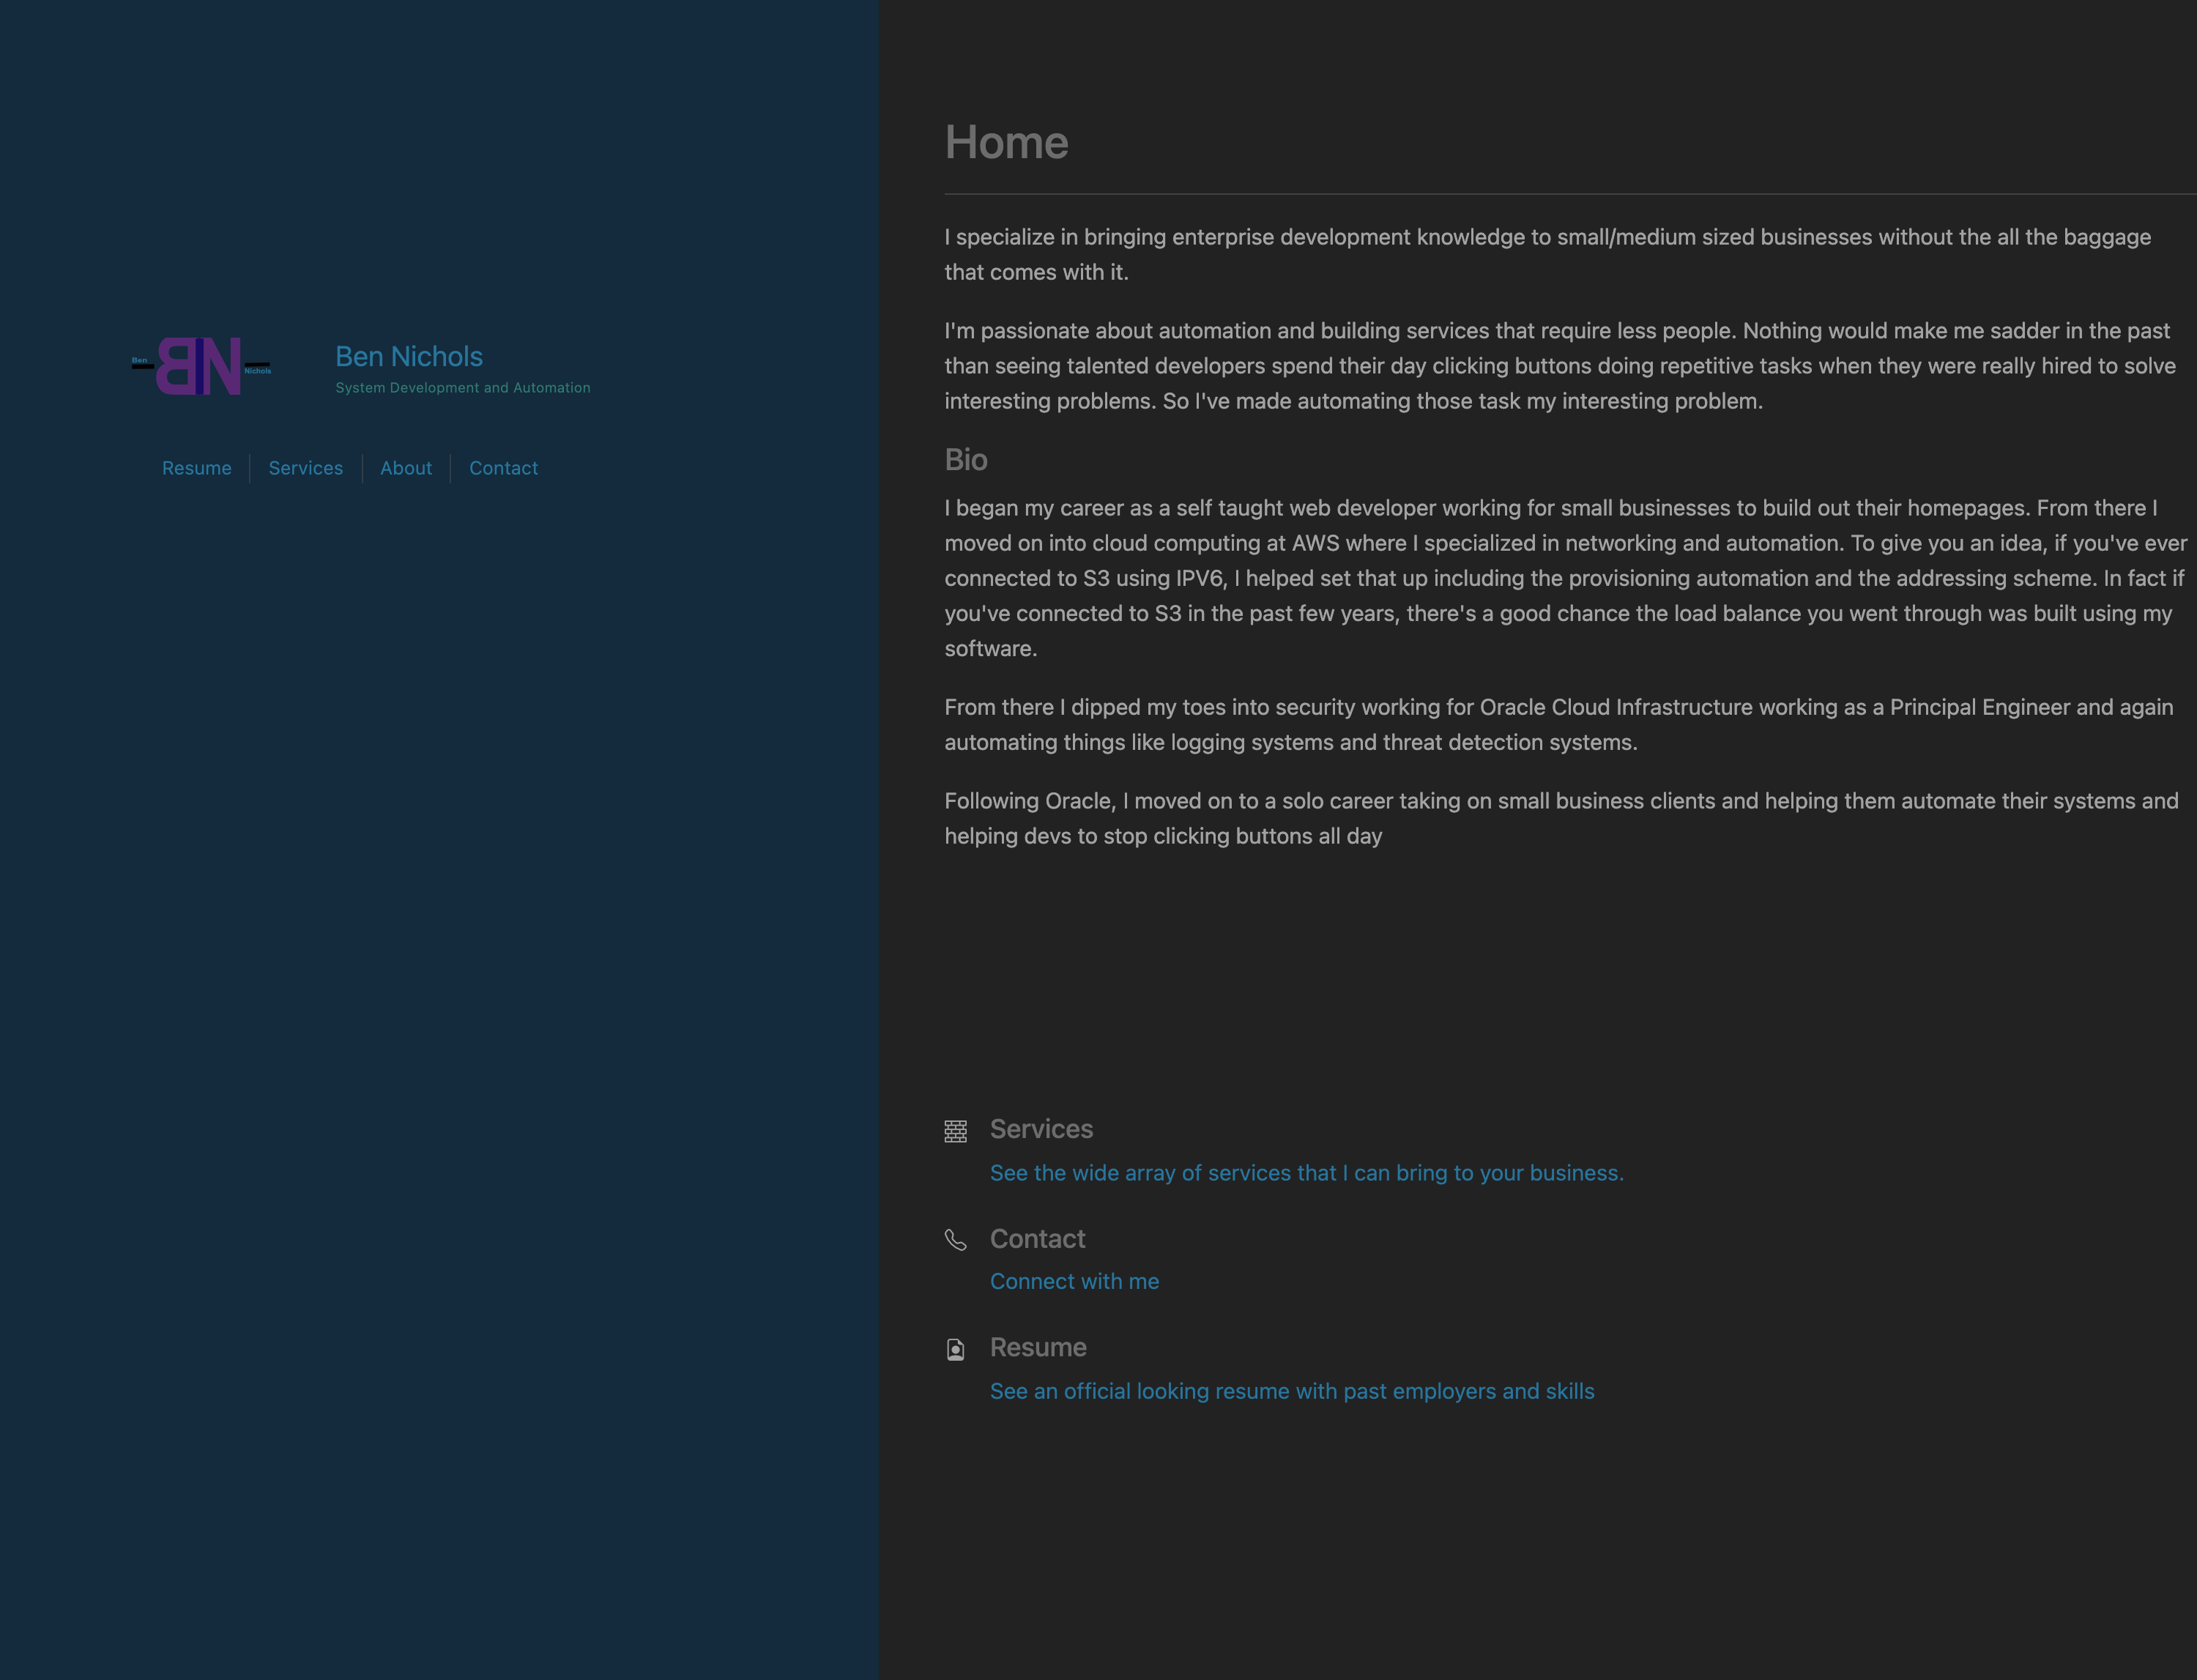 Ben
BN
Nichols
Ben Nichols
System Development and Automation
Resume
Services
About
Contact
Home
I specialize in bringing enterprise development knowledge to small/medium sized businesses without the all the baggage
that comes with it.
I'm passionate about automation and building services that require less people. Nothing would make me sadder in the past
than seeing talented developers spend their day clicking buttons doing repetitive tasks when they were really hired to solve
interesting problems. So I've made automating those task my interesting problem.
Bio
I began my career as a self taught web developer working for small businesses to build out their homepages. From there I
moved on into cloud computing at AWS where I specialized in networking and automation. To give you an idea, if you've ever
connected to S3 using IPV6, I helped set that up including the provisioning automation and the addressing scheme. In fact if
you've connected to S3 in the past few years, there's a good chance the load balance you went through was built using my
software.
From there I dipped my toes into security working for Oracle Cloud Infrastructure working as a Principal Engineer and again
automating things like logging systems and threat detection systems.
Following Oracle, I moved on to a solo career taking on small business clients and helping them automate their systems and
helping devs to stop clicking buttons all day
Services
See the wide array of services that I can bring to your business.
Contact
Connect with me
Resume
See an official looking resume with past employers and skills